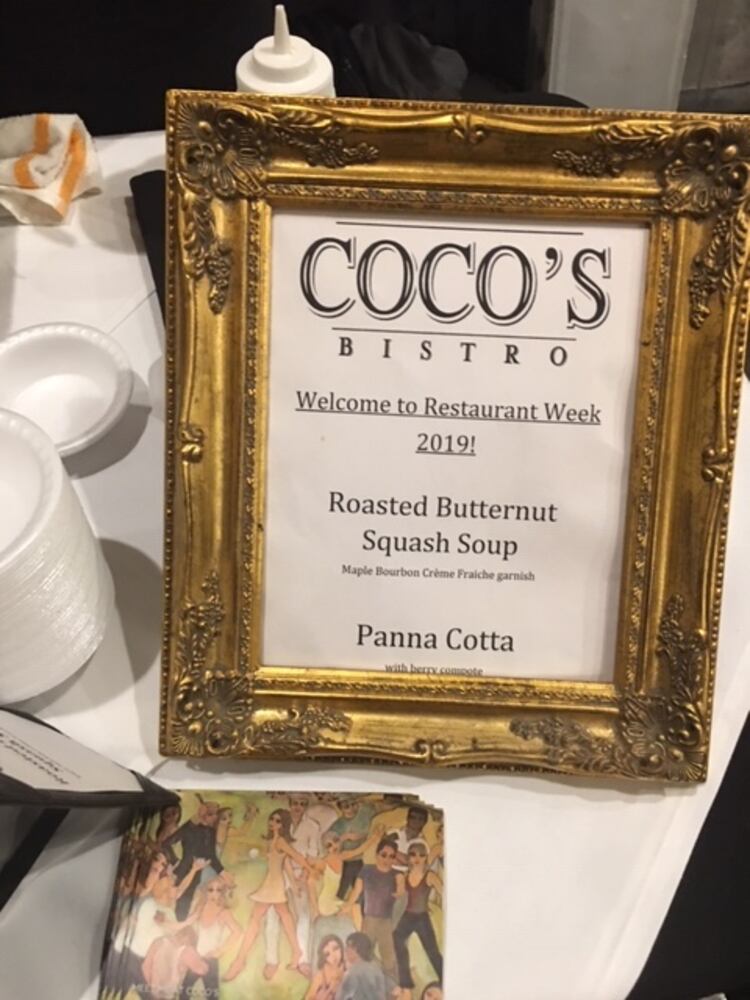 COCO'S
BISTRO
Welcome to Restaurant Week
2019!
Roasted Butternut
Squash Soup
Maple Bourbon Crème Fraiche garnish
Panna Cotta
with berry compote